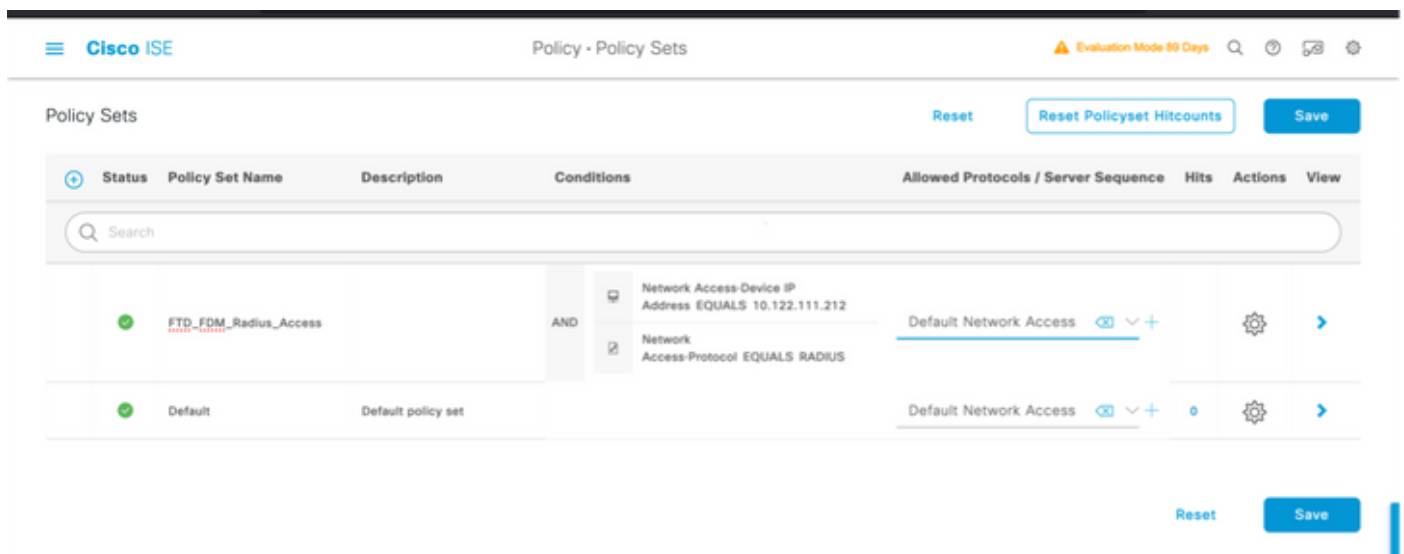 Cisco ISE
Policy · Policy Sets
Evaluation Mode 89 Days
Policy Sets
Reset
Reset Policyset Hitcounts
Save
Status Policy Set Name Description Conditions Allowed Protocols / Server Sequence Hits Actions View
Search
FTD_FDM_Radius_Access
AND
Network Access·Device IP
Address EQUALS 10.122.111.212
Network
Access·Protocol EQUALS RADIUS
Default Network Access
Default
Default policy set
Default Network Access
0
Reset
Save